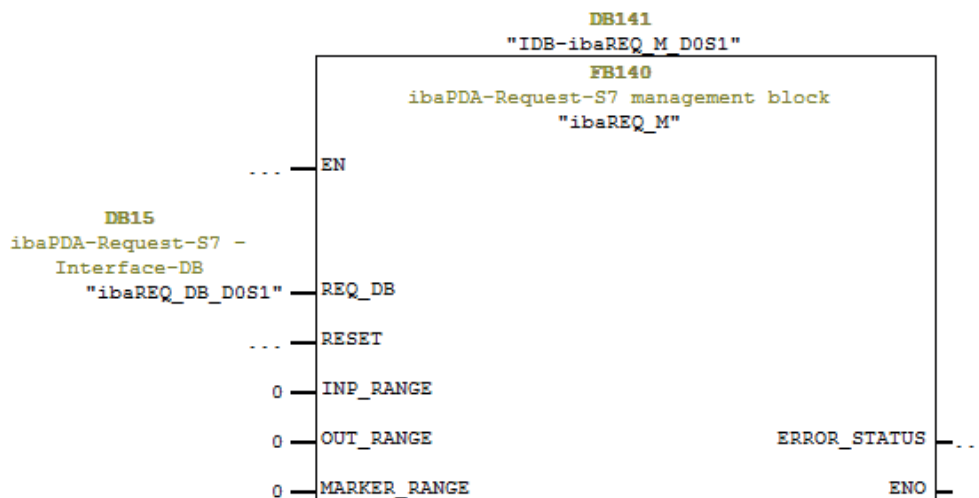 DB141
"IDB-ibaREQ_M_D0S1"
FB140
ibaPDA-Request-S7 management block
"ibaREQ_M"
... EN
DB15
ibaPDA-Request-S7 -
Interface-DB
"ibaREQ_DB_D0S1" REQ_DB
... RESET
0 INP_RANGE
0 OUT_RANGE ERROR_STATUS ..
0 MARKER_RANGE ENO